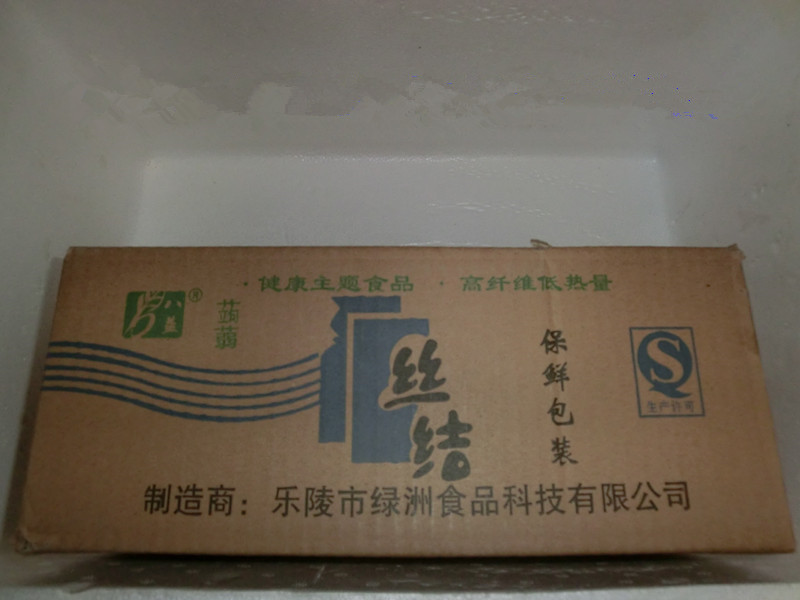 ·健康主题食品 ·高纤维低热量
八益®
蒟蒻
丝结
保鲜包装
生产许可
制造商：乐陵市绿洲食品科技有限公司